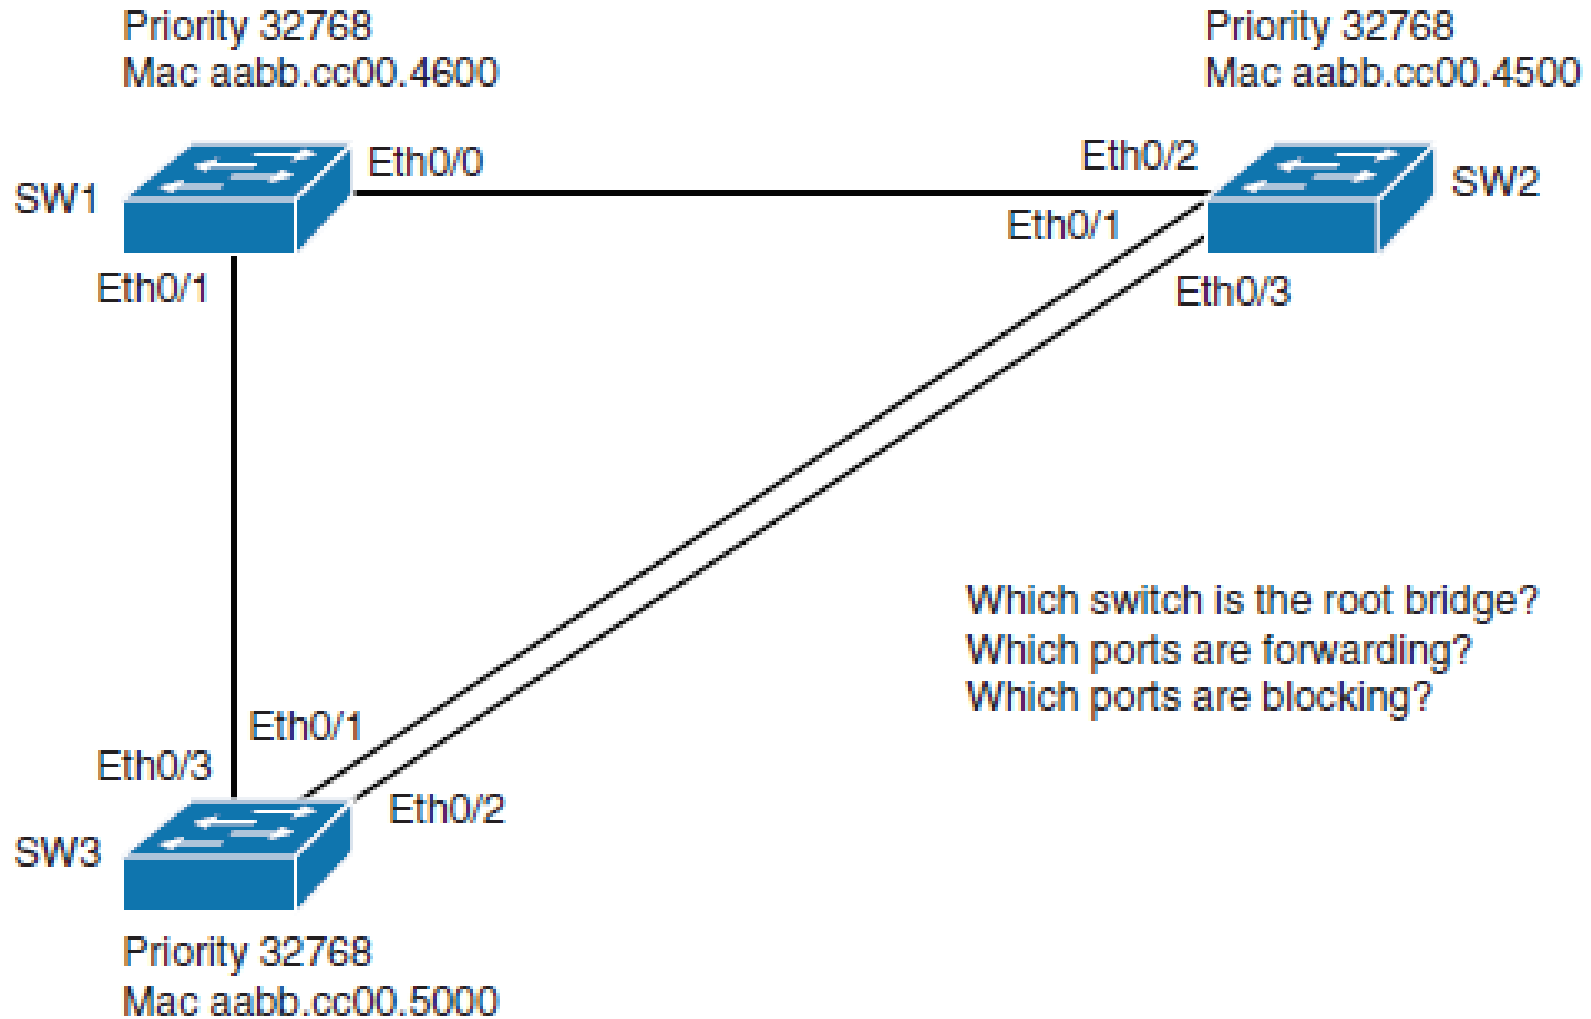 Priority 32768
Mac aabb.cc00.4600
Priority 32768
Mac aabb.cc00.4500
Eth0/0
Eth0/2
SW1
SW2
Eth0/1
Eth0/1
Eth0/3
Which switch is the root bridge?
Which ports are forwarding?
Which ports are blocking?
Eth0/1
Eth0/3
Eth0/2
SW3
Priority 32768
Mac aabb.cc00.5000